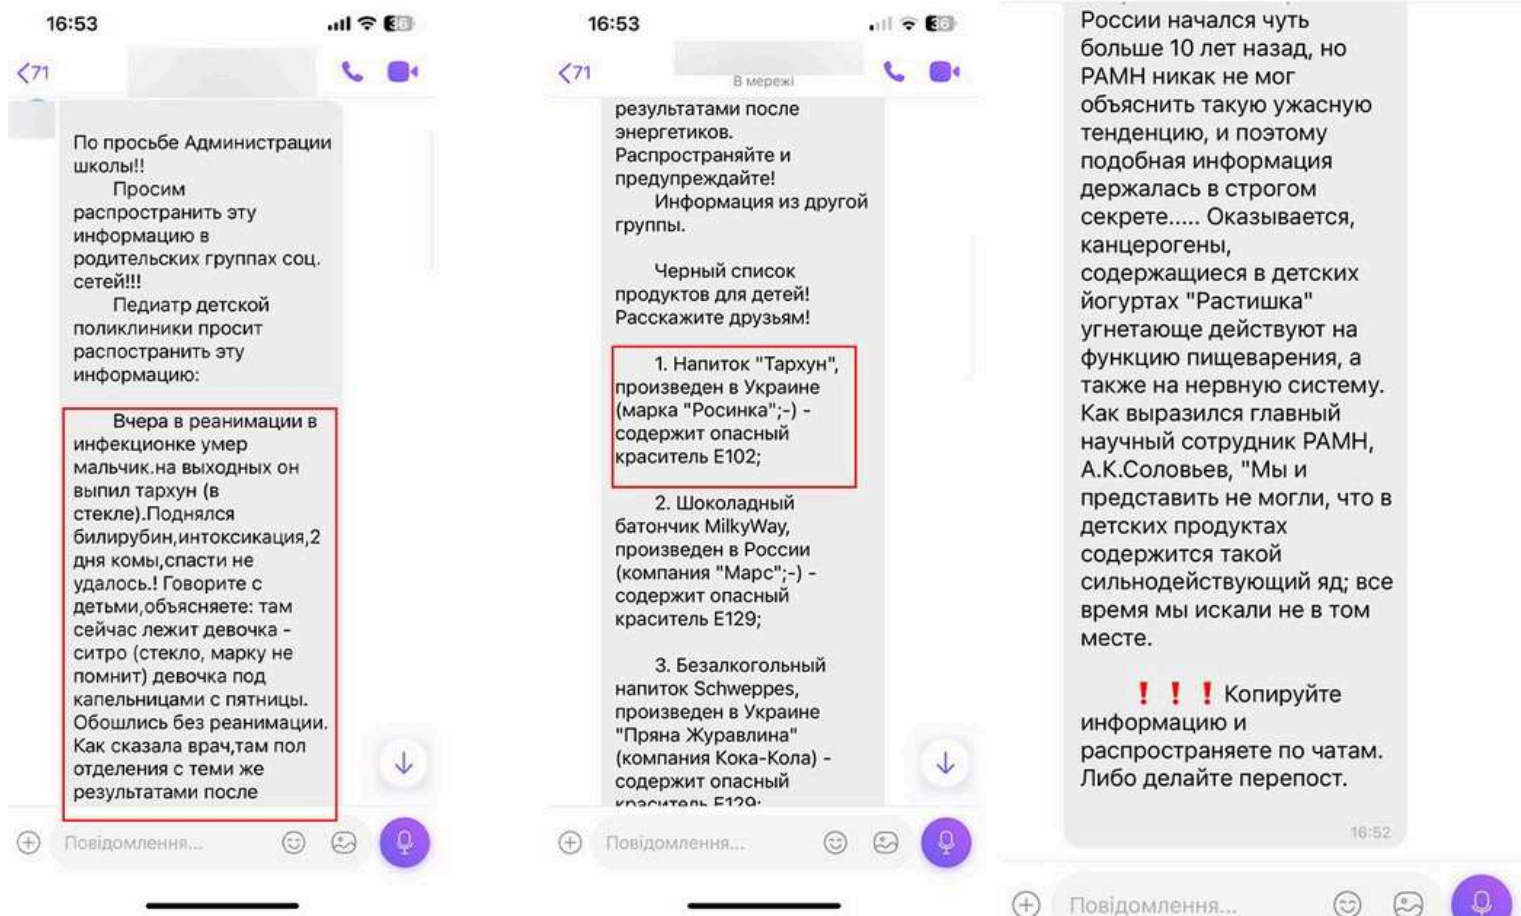 16:53
36
71
По просьбе Администрации
школы!!
Просим
распространить эту
информацию в
родительских группах соц.
сетей!!!
Педиатр детской
поликлиники просит
распостранить эту
информацию:
Вчера в реанимации в
инфекционке умер
мальчик.на выходных он
выпил тархун (в
стекле).Поднялся
билирубин,интоксикация,2
дня комы,спасти не
удалось.! Говорите с
детьми,объясняете: там
сейчас лежит девочка -
ситро (стекло, марку не
помнит) девочка под
капельницами с пятницы.
Обошлись без реанимации.
Как сказала врач,там пол
отделения с теми же
результатами после
Повідомлення...
16:53
36
71
В мережі
результатами после
энергетиков.
Распространяйте и
предупреждайте!
Информация из другой
группы.
Черный список
продуктов для детей!
Расскажите друзьям!
1. Напиток "Тархун",
произведен в Украине
(марка "Росинка";-) -
содержит опасный
краситель Е102;
2. Шоколадный
батончик MilkyWay,
произведен в России
(компания "Марс";-) -
содержит опасный
краситель Е129;
3. Безалкогольный
напиток Schweppes,
произведен в Украине
"Пряна Журавлина"
(компания Кока-Кола) -
содержит опасный
краситель Е129;
Повідомлення...
России начался чуть
больше 10 лет назад, но
РАМН никак не мог
объяснить такую ужасную
тенденцию, и поэтому
подобная информация
держалась в строгом
секрете..... Оказывается,
канцерогены,
содержащиеся в детских
йогуртах "Растишка"
угнетающе действуют на
функцию пищеварения, а
также на нервную систему.
Как выразился главный
научный сотрудник РАМН,
А.К.Соловьев, "Мы и
представить не могли, что в
детских продуктах
содержится такой
сильнодействующий яд; все
время мы искали не в том
месте.
❗❗❗Копируйте
информацию и
распространяете по чатам.
Либо делайте перепост.
16:52
Повідомлення...